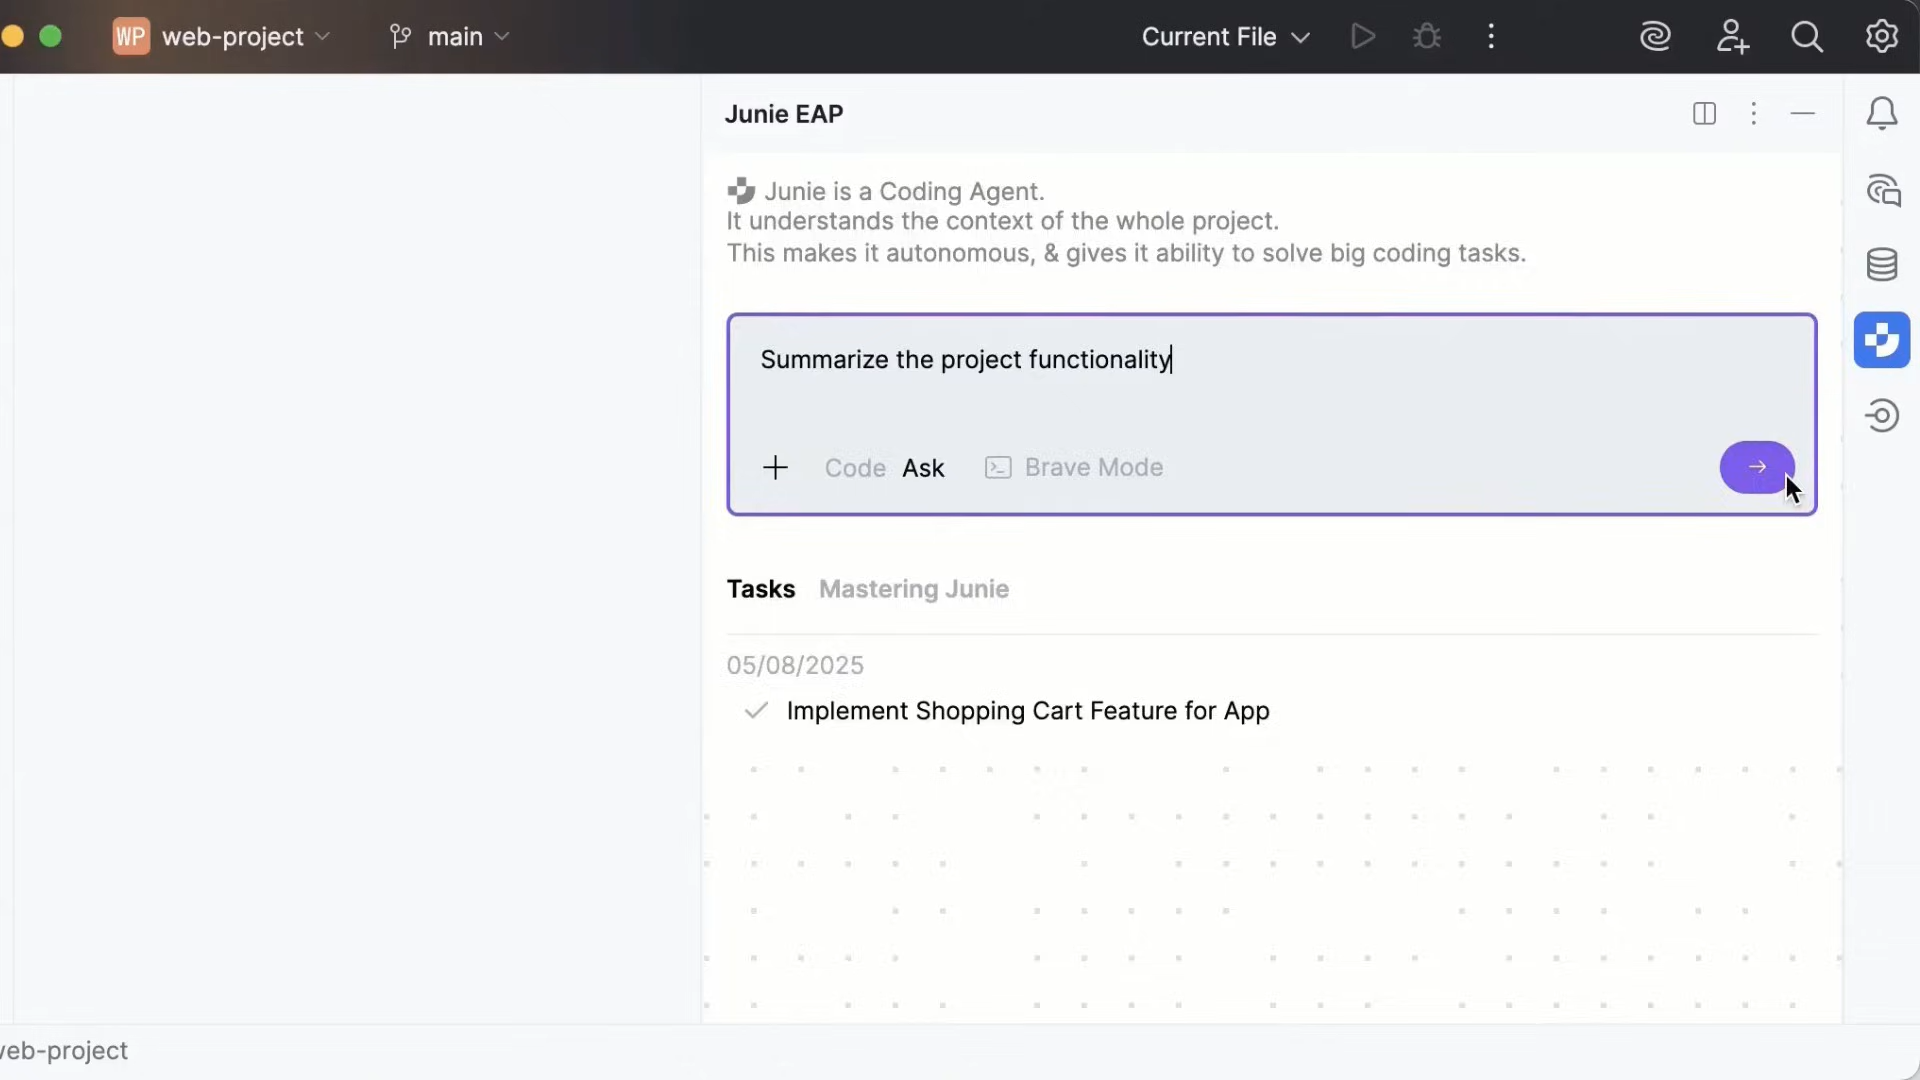 WP web-project
main
Current File
Junie EAP
Junie is a Coding Agent.
It understands the context of the whole project.
This makes it autonomous, & gives it ability to solve big coding tasks.
Summarize the project functionality
Code Ask Brave Mode
Tasks Mastering Junie
05/08/2025
Implement Shopping Cart Feature for App
web-project